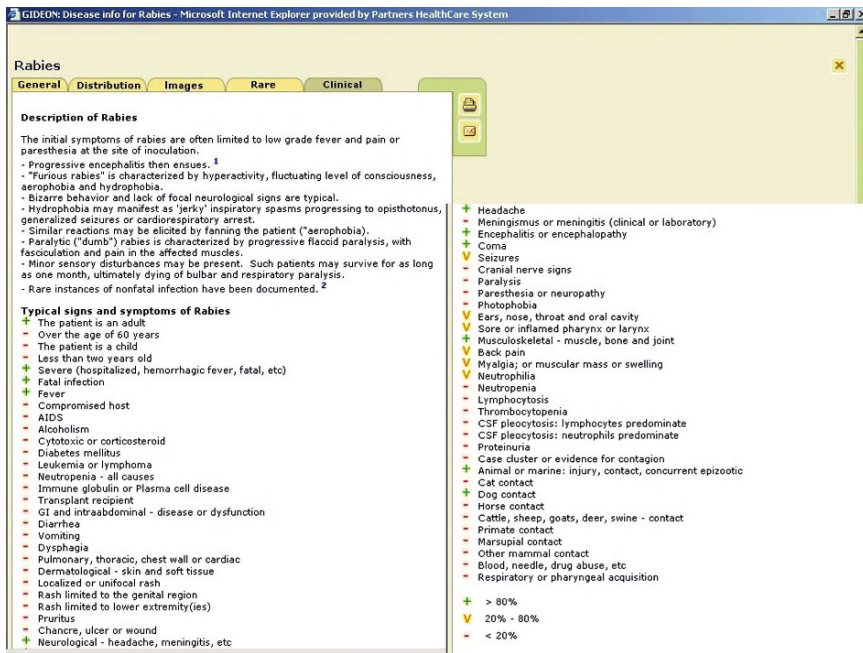 GIDEON: Disease info for Rabies - Microsoft Internet Explorer provided by Partners HealthCare System
Rabies
General Distribution Images Rare Clinical
Description of Rabies
The initial symptoms of rabies are often limited to low grade fever and pain or
paresthesia at the site of inoculation.
- Progressive encephalitis then ensues. 1
- "Furious rabies" is characterized by hyperactivity, fluctuating level of consciousness,
aerophobia and hydrophobia.
- Bizarre behavior and lack of focal neurological signs are typical.
- Hydrophobia may manifest as 'jerky' inspiratory spasms progressing to opisthotonus,
generalized seizures or cardiorespiratory arrest.
- Similar reactions may be elicited by fanning the patient ("aerophobia).
- Paralytic ("dumb") rabies is characterized by progressive flaccid paralysis, with
fasciculation and pain in the affected muscles.
- Minor sensory disturbances may be present. Such patients may survive for as long
as one month, ultimately dying of bulbar and respiratory paralysis.
- Rare instances of nonfatal infection have been documented. 2
Typical signs and symptoms of Rabies
+ The patient is an adult
- Over the age of 60 years
- The patient is a child
- Less than two years old
+ Severe (hospitalized, hemorrhagic fever, fatal, etc)
+ Fatal infection
+ Fever
- Compromised host
- AIDS
- Alcoholism
- Cytotoxic or corticosteroid
- Diabetes mellitus
- Leukemia or lymphoma
- Neutropenia - all causes
- Immune globulin or Plasma cell disease
- Transplant recipient
- GI and intraabdominal - disease or dysfunction
- Diarrhea
- Vomiting
- Dysphagia
- Pulmonary, thoracic, chest wall or cardiac
- Dermatological - skin and soft tissue
- Localized or unifocal rash
- Rash limited to the genital region
- Rash limited to lower extremity(ies)
- Pruritus
- Chancre, ulcer or wound
+ Neurological - headache, meningitis, etc
+ Headache
- Meningismus or meningitis (clinical or laboratory)
+ Encephalitis or encephalopathy
+ Coma
V Seizures
- Cranial nerve signs
- Paralysis
- Paresthesia or neuropathy
- Photophobia
V Ears, nose, throat and oral cavity
V Sore or inflamed pharynx or larynx
+ Musculoskeletal - muscle, bone and joint
V Back pain
V Myalgia; or muscular mass or swelling
V Neutrophilia
- Neutropenia
- Lymphocytosis
- Thrombocytopenia
- CSF pleocytosis: lymphocytes predominate
- CSF pleocytosis: neutrophils predominate
- Proteinuria
- Case cluster or evidence for contagion
+ Animal or marine: injury, contact, concurrent epizootic
- Cat contact
+ Dog contact
- Horse contact
- Cattle, sheep, goats, deer, swine - contact
- Primate contact
- Marsupial contact
- Other mammal contact
- Blood, needle, drug abuse, etc
- Respiratory or pharyngeal acquisition
+ > 80%
V 20% - 80%
- < 20%